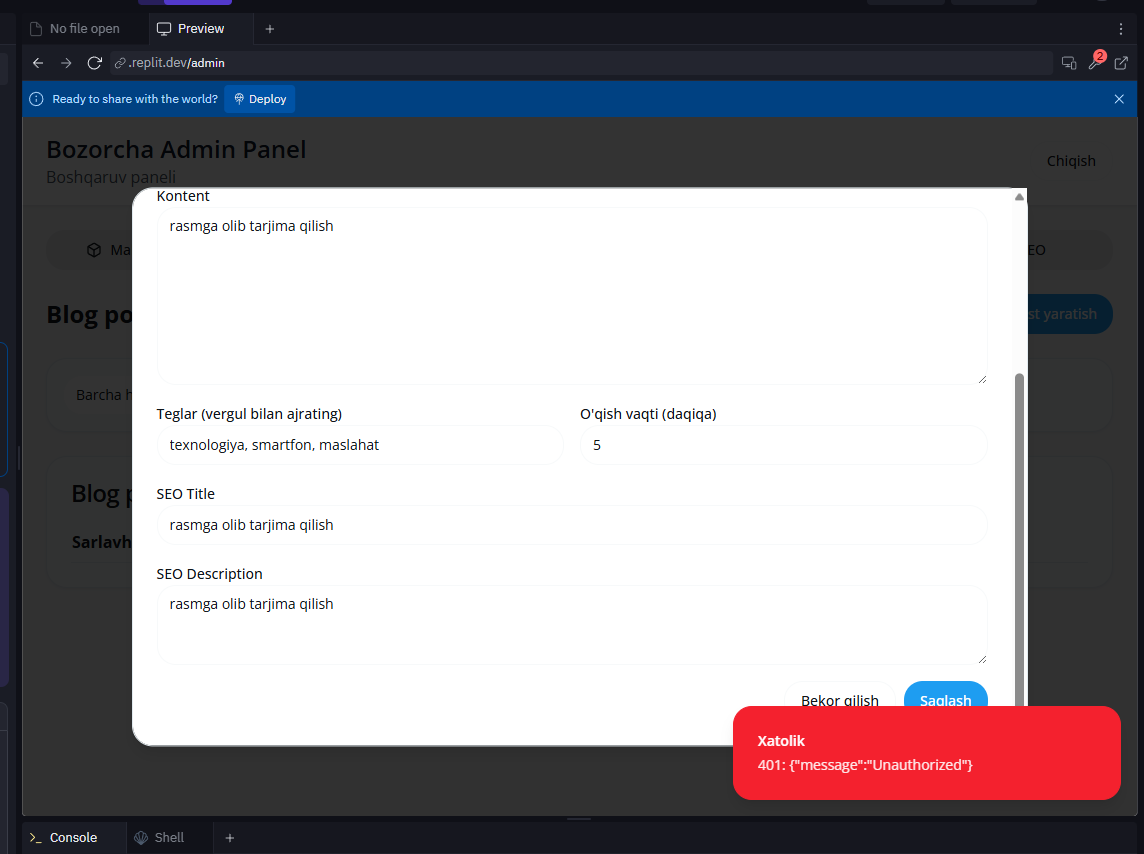 No file open
Preview
.replit.dev/admin
2
Ready to share with the world?
Deploy
Bozorcha Admin Panel
Boshqaruv paneli
Chiqish
Kontent
rasmga olib tarjima qilish
Teglar (vergul bilan ajrating)
O'qish vaqti (daqiqa)
texnologiya, smartfon, maslahat
5
SEO Title
rasmga olib tarjima qilish
SEO Description
rasmga olib tarjima qilish
Bekor qilish
Saqlash
Ma
EO
Blog po
st yaratish
Barcha h
Blog p
Sarlavh
Xatolik
401: {"message":"Unauthorized"}
Console
Shell